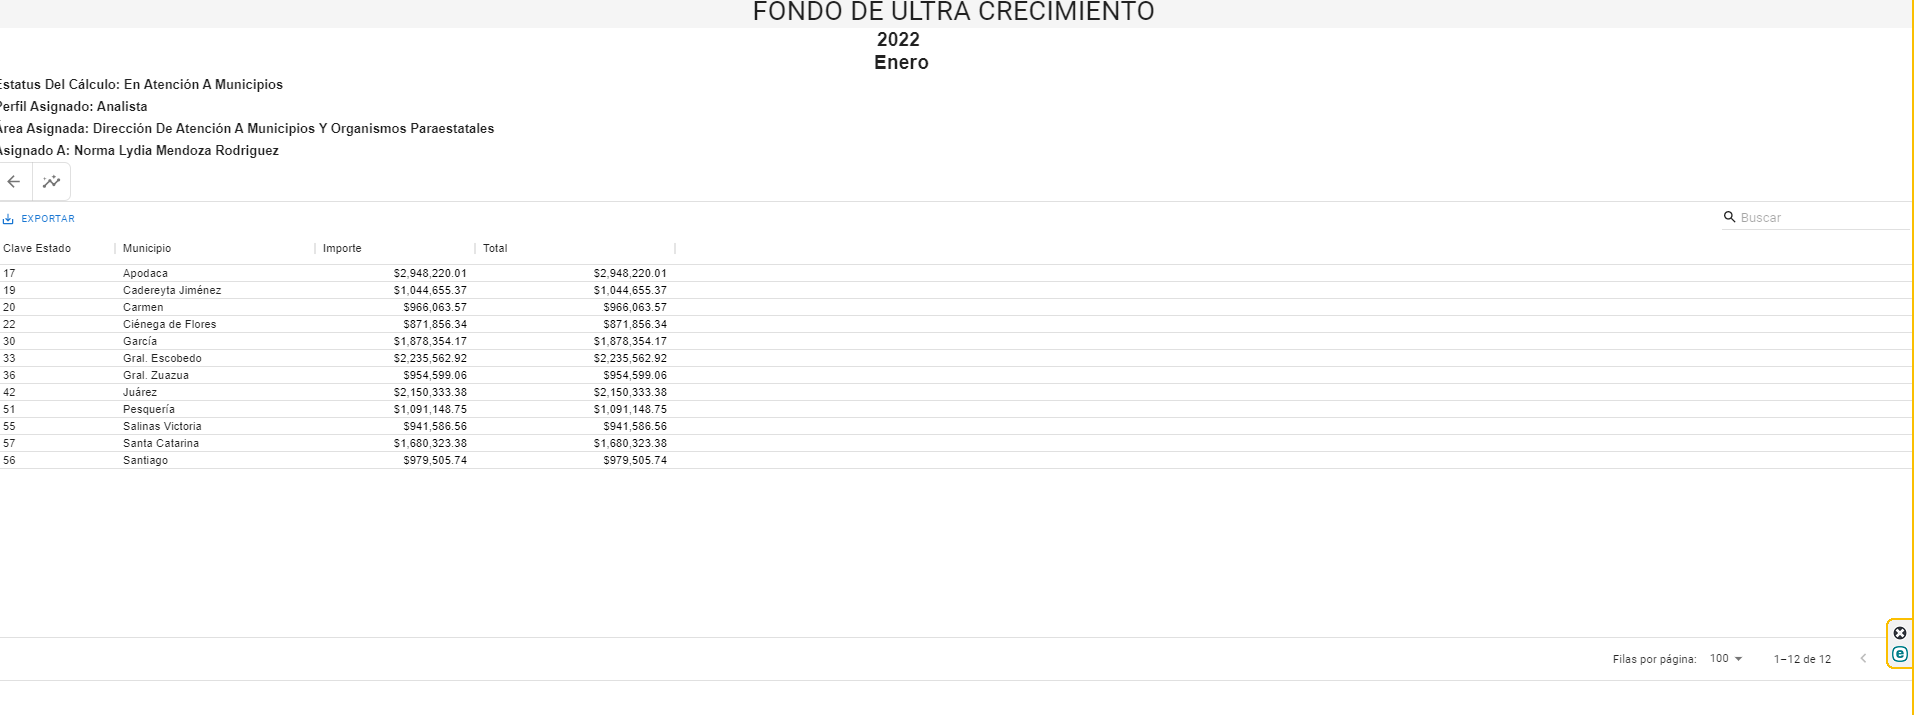 FONDO DE ULTRA CRECIMIENTO
2022
Enero
Estatus Del Cálculo: En Atención A Municipios
Perfil Asignado: Analista
Área Asignada: Dirección De Atención A Municipios Y Organismos Paraestatales
Asignado A: Norma Lydia Mendoza Rodriguez
EXPORTAR Buscar
Clave Estado Municipio Importe Total
17 Apodaca $2,948,220.01 $2,948,220.01
19 Cadereyta Jiménez $1,044,655.37 $1,044,655.37
20 Carmen $966,063.57 $966,063.57
22 Ciénega de Flores $871,856.34 $871,856.34
30 García $1,878,354.17 $1,878,354.17
33 Gral. Escobedo $2,235,562.92 $2,235,562.92
36 Gral. Zuazua $954,599.06 $954,599.06
42 Juárez $2,150,333.38 $2,150,333.38
51 Pesquería $1,091,148.75 $1,091,148.75
55 Salinas Victoria $941,586.56 $941,586.56
57 Santa Catarina $1,680,323.38 $1,680,323.38
56 Santiago $979,505.74 $979,505.74
Filas por página: 100 1–12 de 12